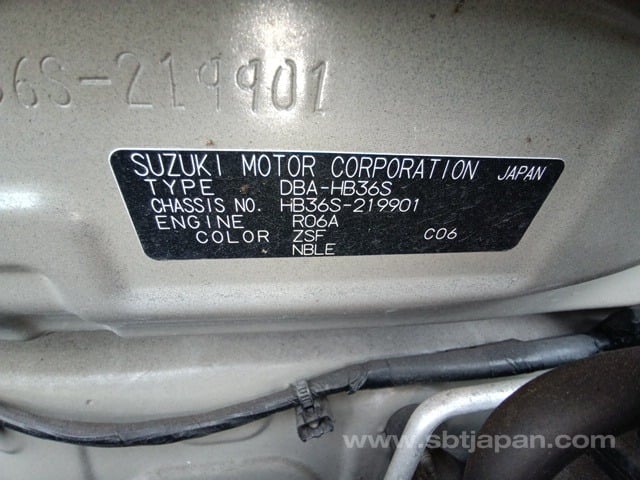 36S-219901
SUZUKI MOTOR CORPORATION JAPAN
TYPE DBA-HB36S
CHASSIS NO. HB36S-219901
ENGINE R06A
COLOR ZSF C06
NBLE
www.sbtjapan.com